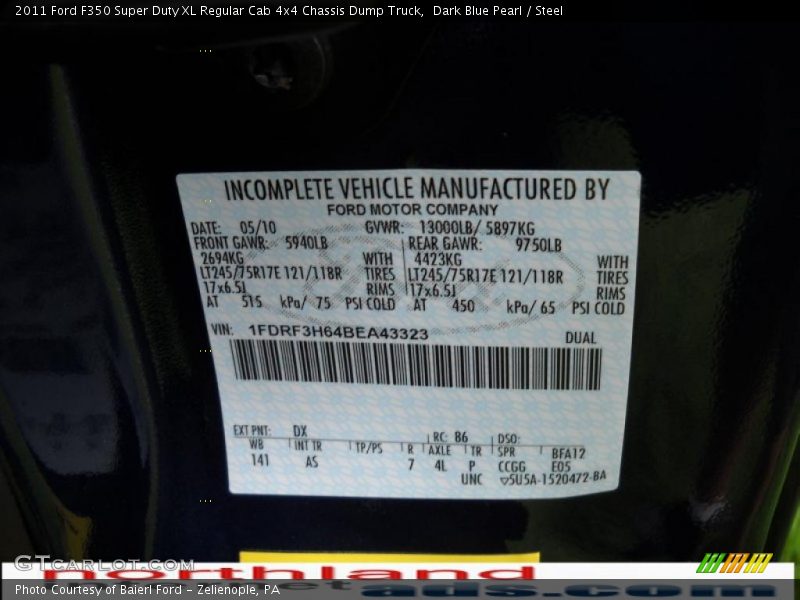 2011 Ford F350 Super Duty XL Regular Cab 4x4 Chassis Dump Truck, Dark Blue Pearl / Steel
INCOMPLETE VEHICLE MANUFACTURED BY
FORD MOTOR COMPANY
DATE: 05/10 GVWR: 13000LB/ 5897KG
FRONT GAWR: 5940LB REAR GAWR: 9750LB
2694KG WITH 4423KG WITH
LT245/75R17E 121/118R TIRES LT245/75R17E 121/118R TIRES
17x6.5J RIMS 17x6.5J RIMS
AT 515 kPa/ 75 PSI COLD AT 450 kPa/ 65 PSI COLD
VIN: 1FDRF3H64BEA43323 DUAL
EXT PNT: DX RC: 86 DSO:
WB INT TR TP/PS R AXLE TR SPR BFA12
141 AS 7 4L P CCGG E05
UNC ▽5U5A-1520472-BA
GTCarLot.com
northland
ads.com
Photo Courtesy of Baierl Ford – Zelienople, PA